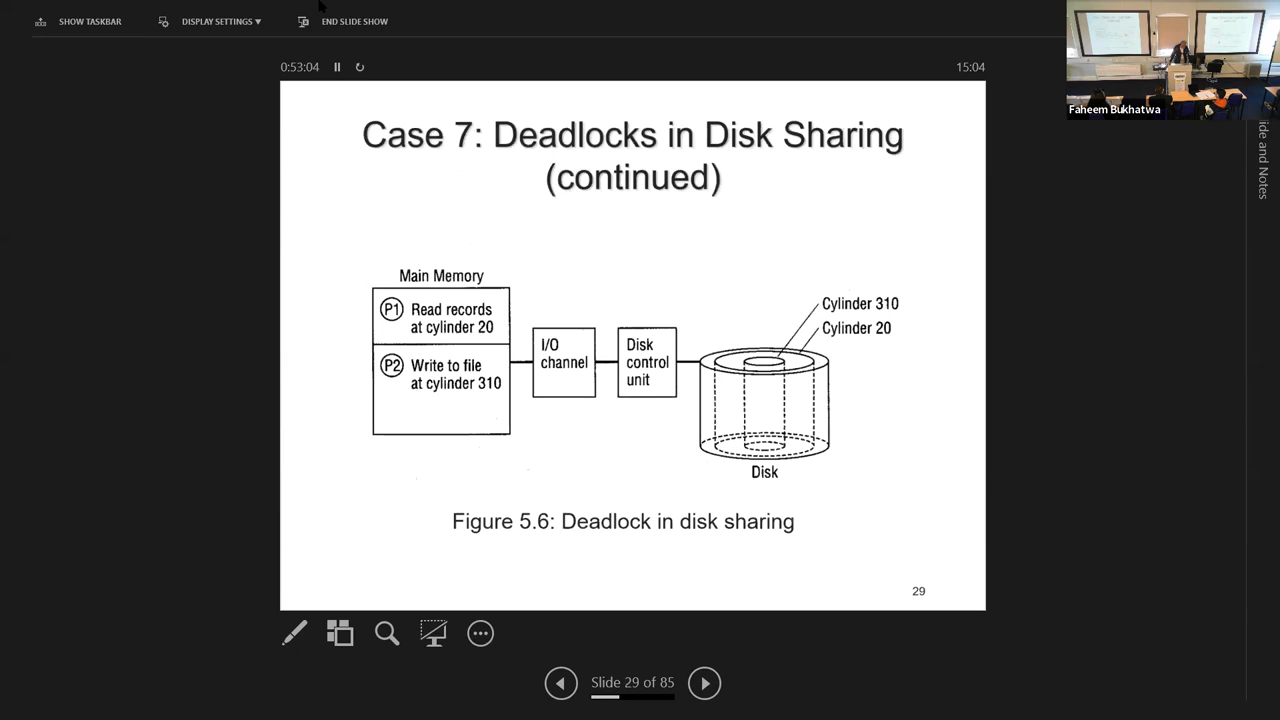 SHOW TASKBAR
DISPLAY SETTINGS ▼
END SLIDE SHOW
Faheem Bukhatwa
0:53:04
15:04
ide and Notes
Case 7: Deadlocks in Disk Sharing
(continued)
Main Memory
P1 Read records
at cylinder 20
P2 Write to file
at cylinder 310
I/O
channel
Disk
control
unit
Cylinder 310
Cylinder 20
Disk
Figure 5.6: Deadlock in disk sharing
29
Slide 29 of 85